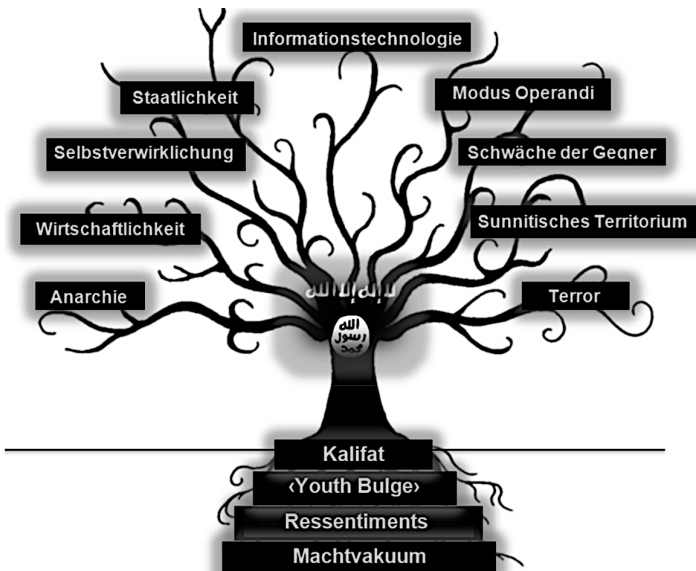 Informationstechnologie
Staatlichkeit
Modus Operandi
Selbstverwirklichung
Schwäche der Gegner
Wirtschaftlichkeit
Sunnitisches Territorium
Anarchie
لا اله إلا الله
Terror
الله
رسول
محمد
Kalifat
‹Youth Bulge›
Ressentiments
Machtvakuum